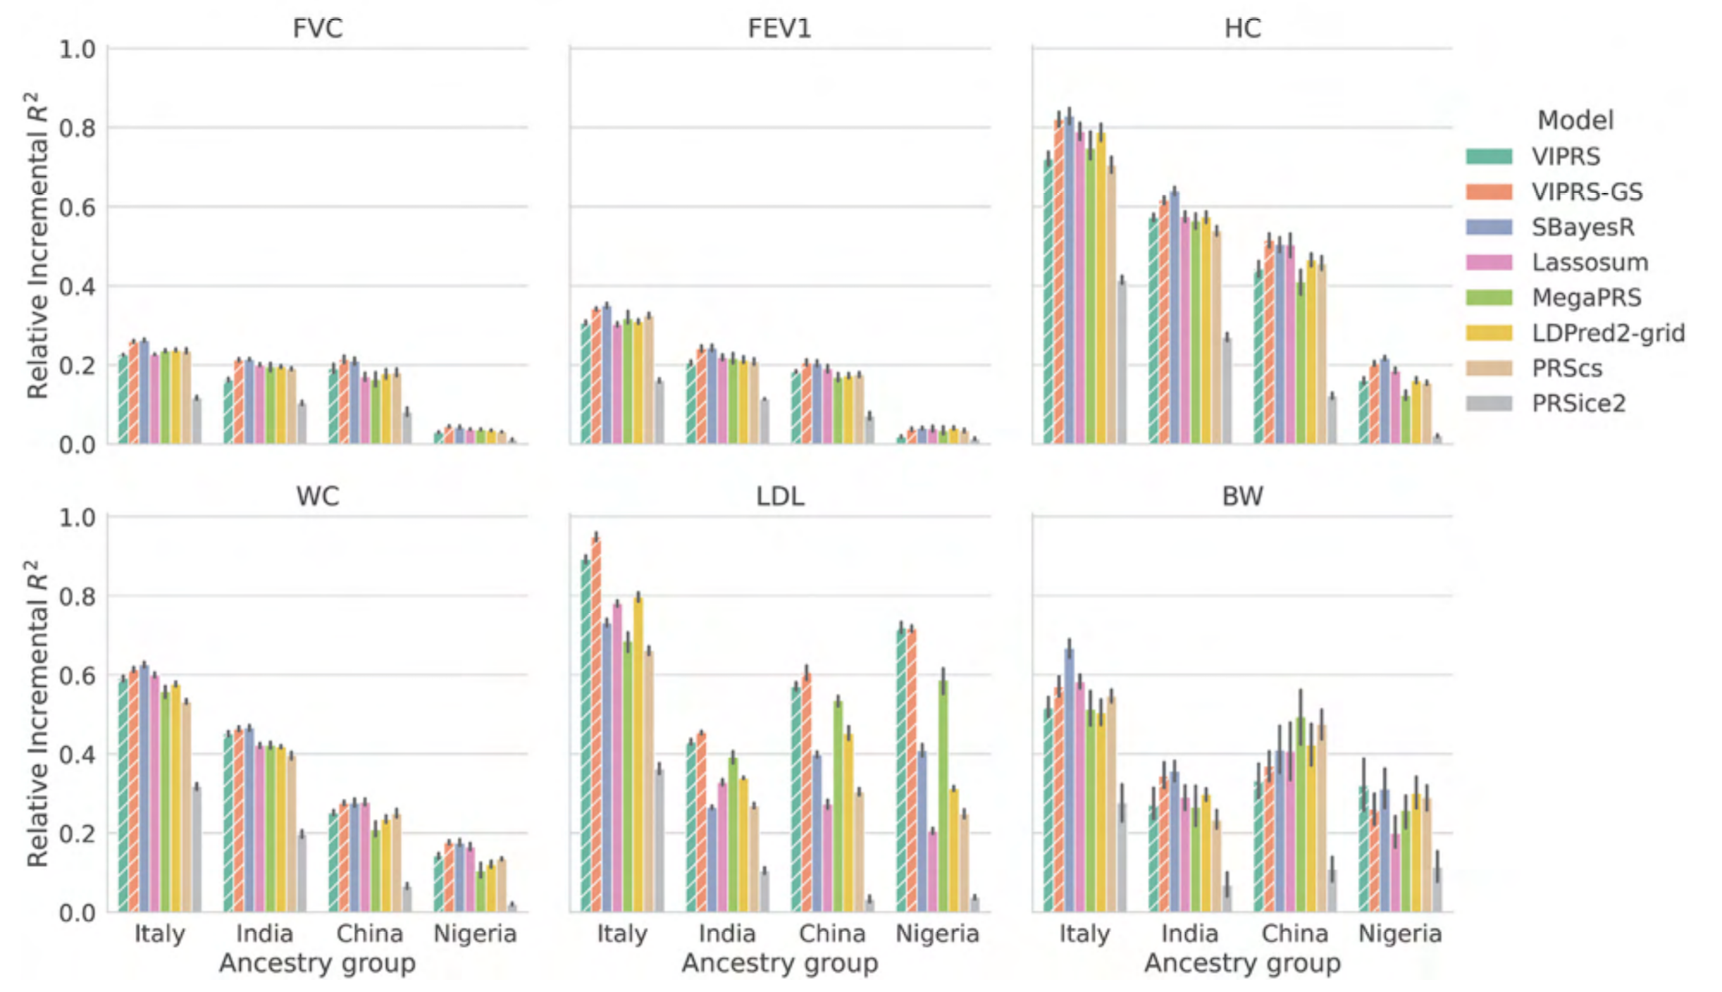 FVC
FEV1
HC
Relative Incremental R²
1.0
0.8
0.6
0.4
0.2
0.0
Model
VIPRS
VIPRS-GS
SBayesR
Lassosum
MegaPRS
LDPred2-grid
PRScs
PRSice2
WC
LDL
BW
Relative Incremental R²
1.0
0.8
0.6
0.4
0.2
0.0
Italy India China Nigeria
Italy India China Nigeria
Italy India China Nigeria
Ancestry group
Ancestry group
Ancestry group